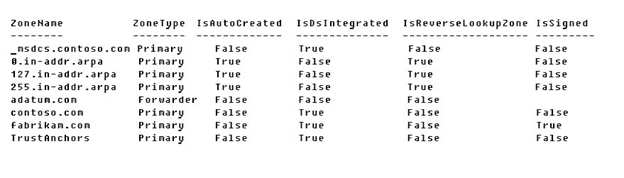 ZoneName ZoneType IsAutoCreated IsDsIntegrated IsReverseLookupZone IsSigned
-------- -------- ------------- -------------- ------------------- --------
_msdcs.contoso.com Primary False True False False
0.in-addr.arpa Primary True False True False
127.in-addr.arpa Primary True False True False
255.in-addr.arpa Primary True False True False
adatum.com Forwarder False False False
contoso.com Primary False True False False
fabrikam.com Primary False True False True
TrustAnchors Primary False True False False